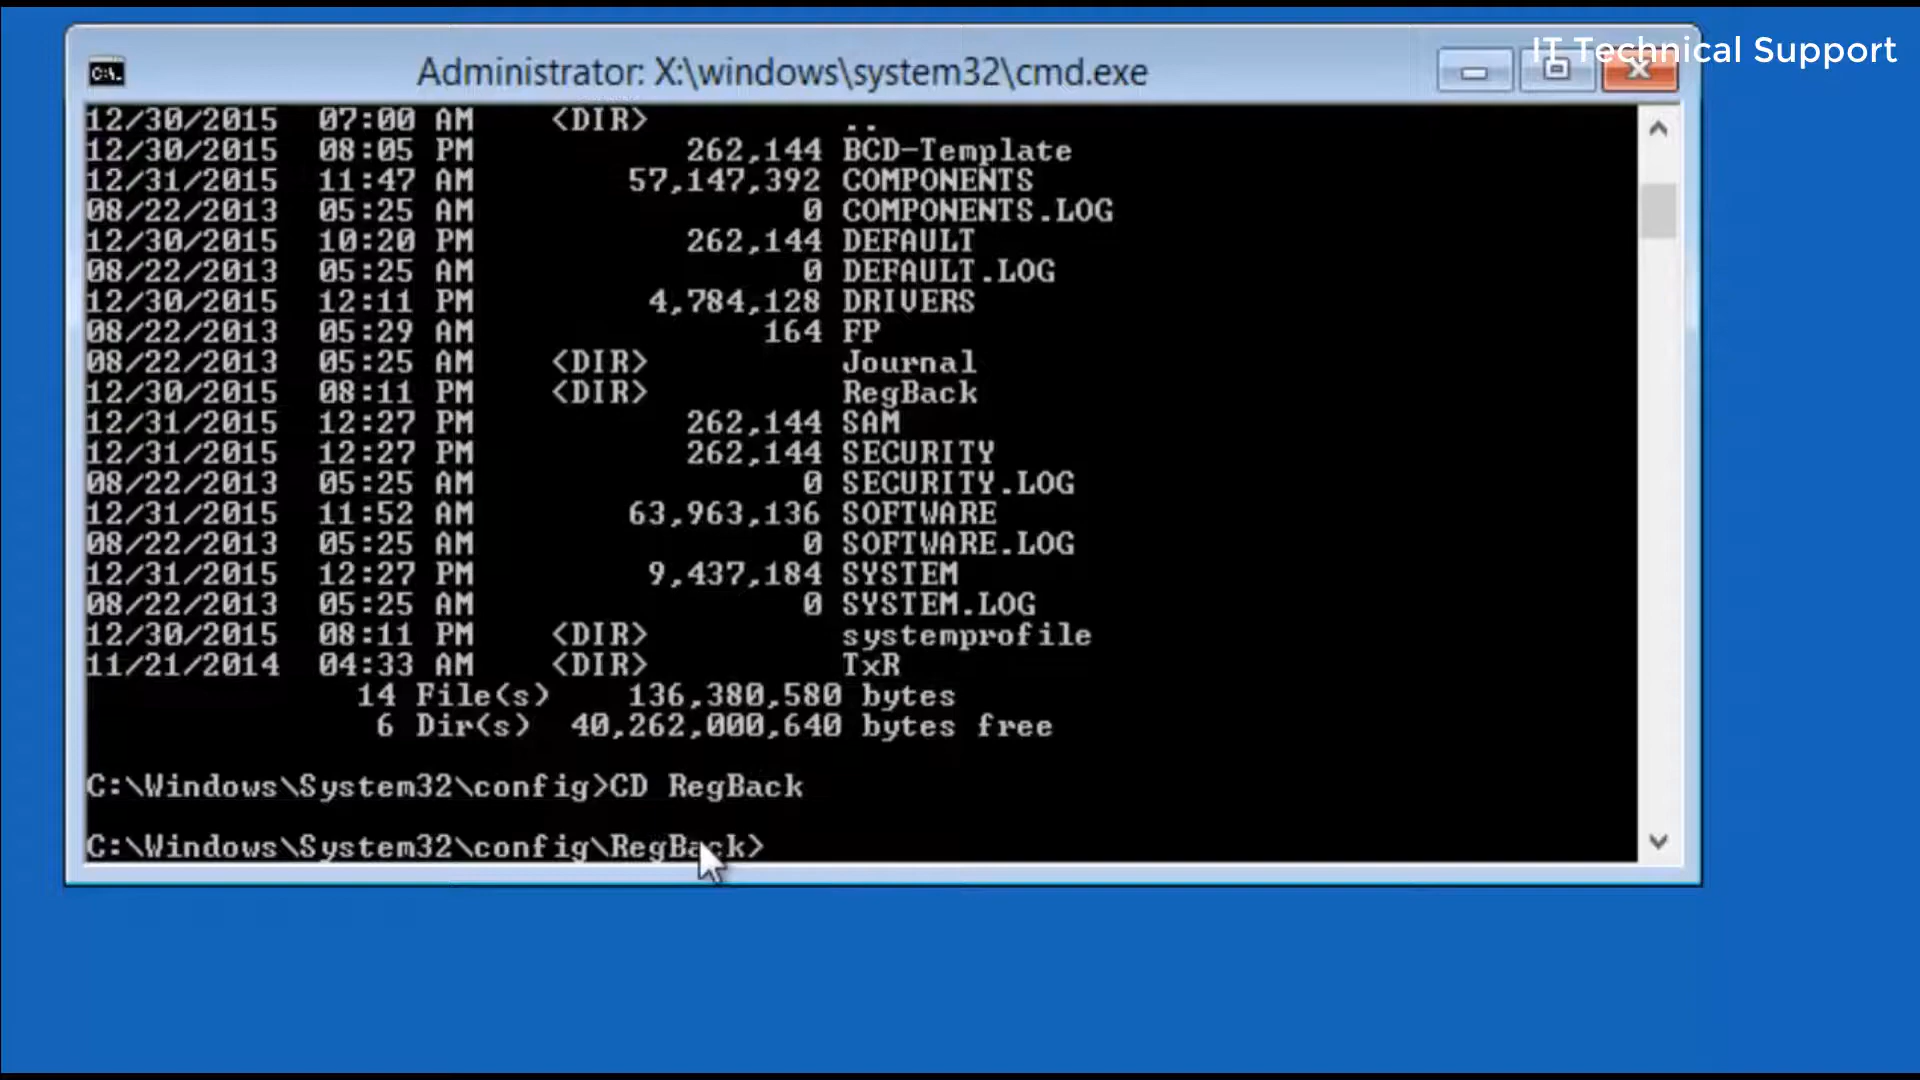 IT Technical Support
C:\.
Administrator: X:\windows\system32\cmd.exe
12/30/2015  07:00 AM    <DIR>          ..
12/30/2015  08:05 PM           262,144 BCD-Template
12/31/2015  11:47 AM        57,147,392 COMPONENTS
08/22/2013  05:25 AM                 0 COMPONENTS.LOG
12/30/2015  10:20 PM           262,144 DEFAULT
08/22/2013  05:25 AM                 0 DEFAULT.LOG
12/30/2015  12:11 PM         4,784,128 DRIVERS
08/22/2013  05:29 AM               164 FP
08/22/2013  05:25 AM    <DIR>          Journal
12/30/2015  08:11 PM    <DIR>          RegBack
12/31/2015  12:27 PM           262,144 SAM
12/31/2015  12:27 PM           262,144 SECURITY
08/22/2013  05:25 AM                 0 SECURITY.LOG
12/31/2015  11:52 AM        63,963,136 SOFTWARE
08/22/2013  05:25 AM                 0 SOFTWARE.LOG
12/31/2015  12:27 PM         9,437,184 SYSTEM
08/22/2013  05:25 AM                 0 SYSTEM.LOG
12/30/2015  08:11 PM    <DIR>          systemprofile
11/21/2014  04:33 AM    <DIR>          TxR
14 File(s)    136,380,580 bytes
6 Dir(s)  40,262,000,640 bytes free
C:\Windows\System32\config>CD RegBack
C:\Windows\System32\config\RegBack>